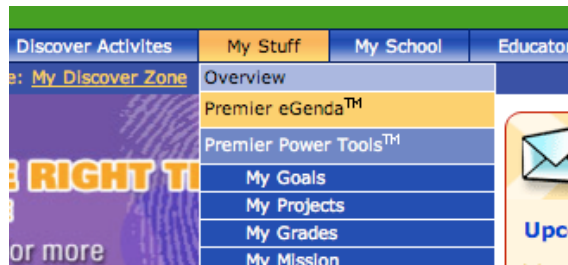 Discover Activites My Stuff My School Educator
e: My Discover Zone
Overview
Premier eGenda™
Premier Power Tools™
E RIGHT T
My Goals
My Projects
My Grades
Upc
or more
My Mission